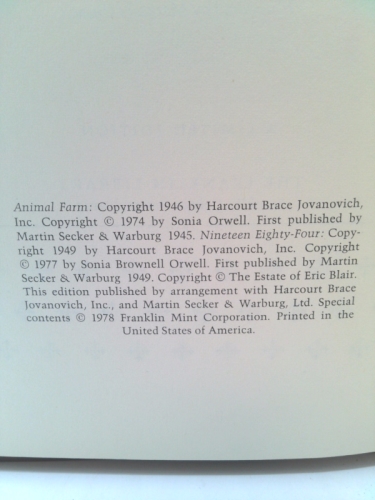 Animal Farm: Copyright 1946 by Harcourt Brace Jovanovich,
Inc. Copyright © 1974 by Sonia Orwell. First published by
Martin Secker & Warburg 1945. Nineteen Eighty-Four: Copy-
right 1949 by Harcourt Brace Jovanovich, Inc. Copyright
© 1977 by Sonia Brownell Orwell. First published by Martin
Secker & Warburg 1949. Copyright © The Estate of Eric Blair.
This edition published by arrangement with Harcourt Brace
Jovanovich, Inc., and Martin Secker & Warburg, Ltd. Special
contents © 1978 Franklin Mint Corporation. Printed in the
United States of America.